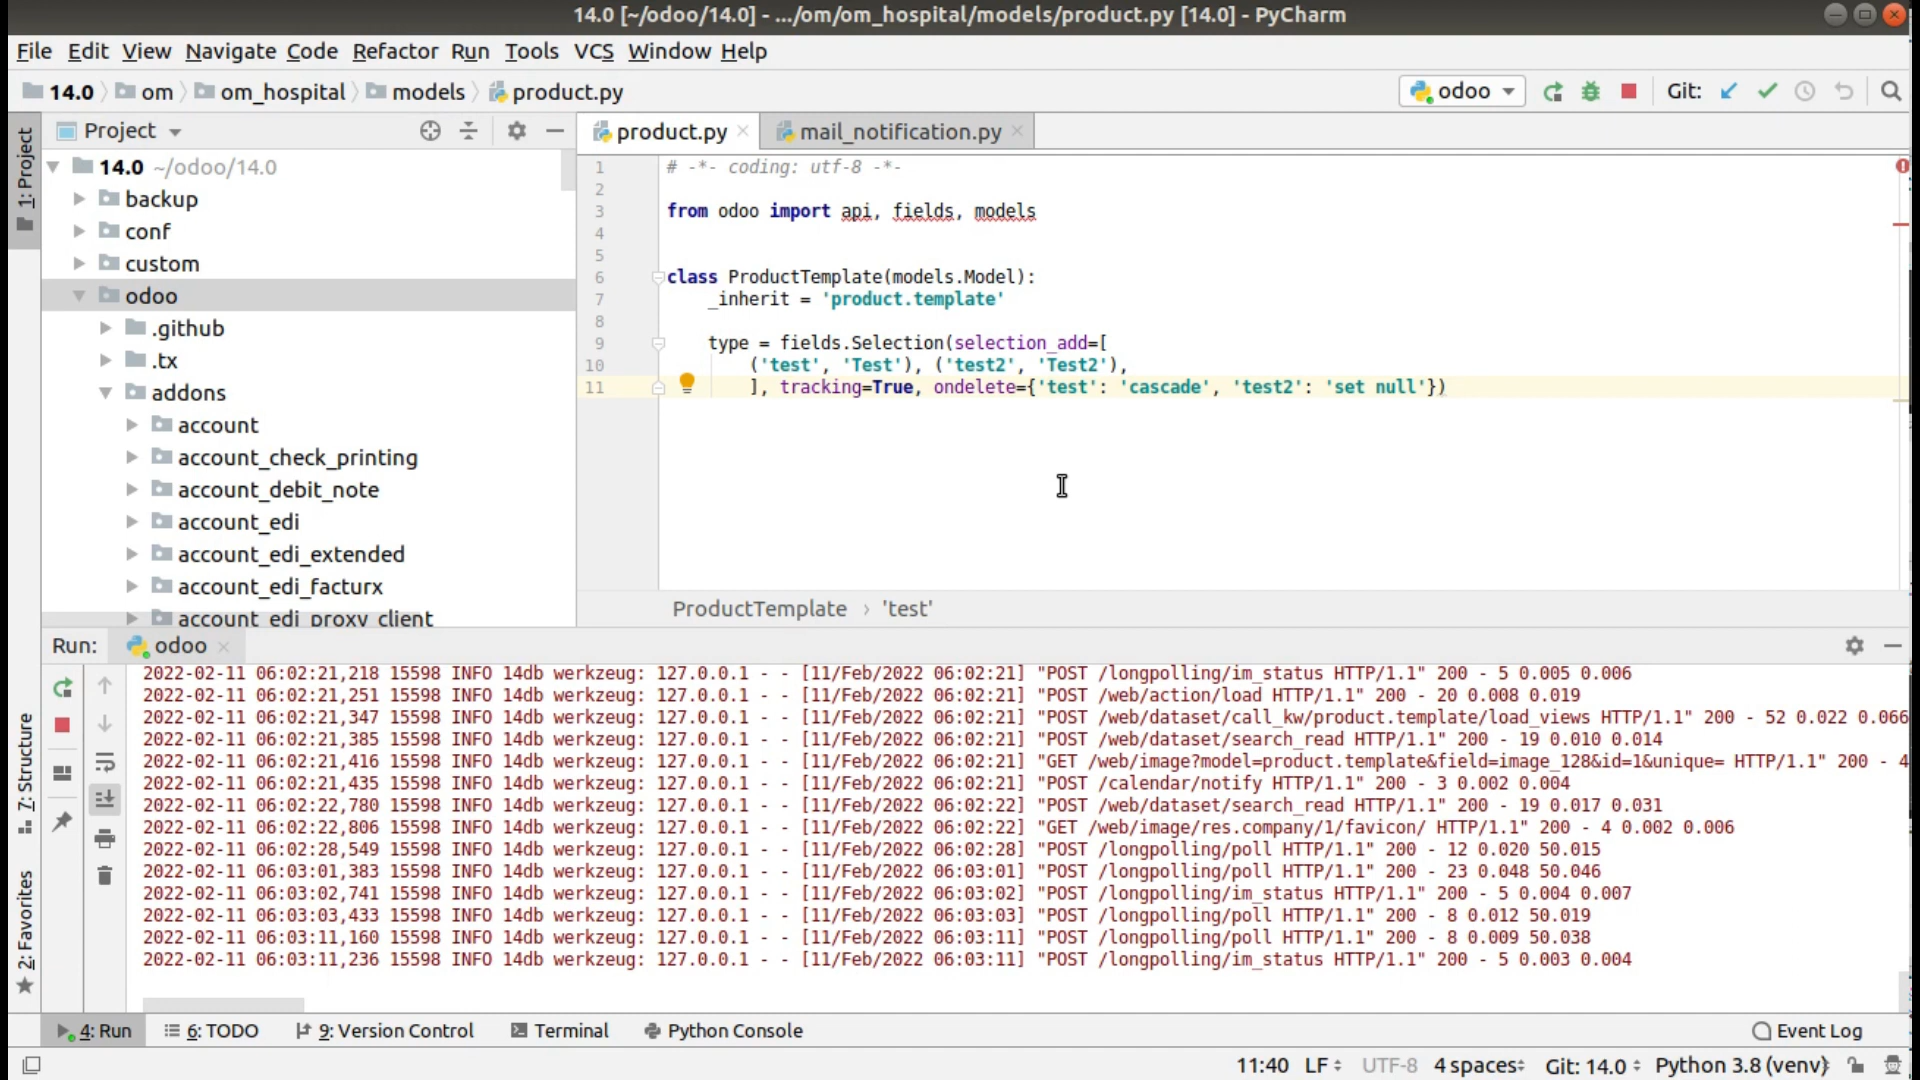 14.0 [~/odoo/14.0] - .../om/om_hospital/models/product.py [14.0] - PyCharm
File Edit View Navigate Code Refactor Run Tools VCS Window Help
14.0 om om_hospital models product.py odoo Git:
1: Project
Project
product.py mail_notification.py
14.0 ~/odoo/14.0
backup
conf
custom
odoo
.github
.tx
addons
account
account_check_printing
account_debit_note
account_edi
account_edi_extended
account_edi_facturx
account_edi_proxy_client
1 # -*- coding: utf-8 -*-
2
3 from odoo import api, fields, models
4
5
6 class ProductTemplate(models.Model):
7 _inherit = 'product.template'
8
9 type = fields.Selection(selection_add=[
10 ('test', 'Test'), ('test2', 'Test2'),
11 ], tracking=True, ondelete={'test': 'cascade', 'test2': 'set null'})
ProductTemplate › 'test'
Run: odoo
2022-02-11 06:02:21,218 15598 INFO 14db werkzeug: 127.0.0.1 - - [11/Feb/2022 06:02:21] "POST /longpolling/im_status HTTP/1.1" 200 - 5 0.005 0.006
2022-02-11 06:02:21,251 15598 INFO 14db werkzeug: 127.0.0.1 - - [11/Feb/2022 06:02:21] "POST /web/action/load HTTP/1.1" 200 - 20 0.008 0.019
2022-02-11 06:02:21,347 15598 INFO 14db werkzeug: 127.0.0.1 - - [11/Feb/2022 06:02:21] "POST /web/dataset/call_kw/product.template/load_views HTTP/1.1" 200 - 52 0.022 0.066
2022-02-11 06:02:21,385 15598 INFO 14db werkzeug: 127.0.0.1 - - [11/Feb/2022 06:02:21] "POST /web/dataset/search_read HTTP/1.1" 200 - 19 0.010 0.014
2022-02-11 06:02:21,416 15598 INFO 14db werkzeug: 127.0.0.1 - - [11/Feb/2022 06:02:21] "GET /web/image?model=product.template&field=image_128&id=1&unique= HTTP/1.1" 200 - 4
2022-02-11 06:02:21,435 15598 INFO 14db werkzeug: 127.0.0.1 - - [11/Feb/2022 06:02:21] "POST /calendar/notify HTTP/1.1" 200 - 3 0.002 0.004
2022-02-11 06:02:22,780 15598 INFO 14db werkzeug: 127.0.0.1 - - [11/Feb/2022 06:02:22] "POST /web/dataset/search_read HTTP/1.1" 200 - 19 0.017 0.031
2022-02-11 06:02:22,806 15598 INFO 14db werkzeug: 127.0.0.1 - - [11/Feb/2022 06:02:22] "GET /web/image/res.company/1/favicon/ HTTP/1.1" 200 - 4 0.002 0.006
2022-02-11 06:02:28,549 15598 INFO 14db werkzeug: 127.0.0.1 - - [11/Feb/2022 06:02:28] "POST /longpolling/poll HTTP/1.1" 200 - 12 0.020 50.015
2022-02-11 06:03:01,383 15598 INFO 14db werkzeug: 127.0.0.1 - - [11/Feb/2022 06:03:01] "POST /longpolling/poll HTTP/1.1" 200 - 23 0.048 50.046
2022-02-11 06:03:02,741 15598 INFO 14db werkzeug: 127.0.0.1 - - [11/Feb/2022 06:03:02] "POST /longpolling/im_status HTTP/1.1" 200 - 5 0.004 0.007
2022-02-11 06:03:03,433 15598 INFO 14db werkzeug: 127.0.0.1 - - [11/Feb/2022 06:03:03] "POST /longpolling/poll HTTP/1.1" 200 - 8 0.012 50.019
2022-02-11 06:03:11,160 15598 INFO 14db werkzeug: 127.0.0.1 - - [11/Feb/2022 06:03:11] "POST /longpolling/poll HTTP/1.1" 200 - 8 0.009 50.038
2022-02-11 06:03:11,236 15598 INFO 14db werkzeug: 127.0.0.1 - - [11/Feb/2022 06:03:11] "POST /longpolling/im_status HTTP/1.1" 200 - 5 0.003 0.004
7: Structure
2: Favorites
4: Run 6: TODO 9: Version Control Terminal Python Console Event Log
11:40 LF UTF-8 4 spaces Git: 14.0 Python 3.8 (venv)